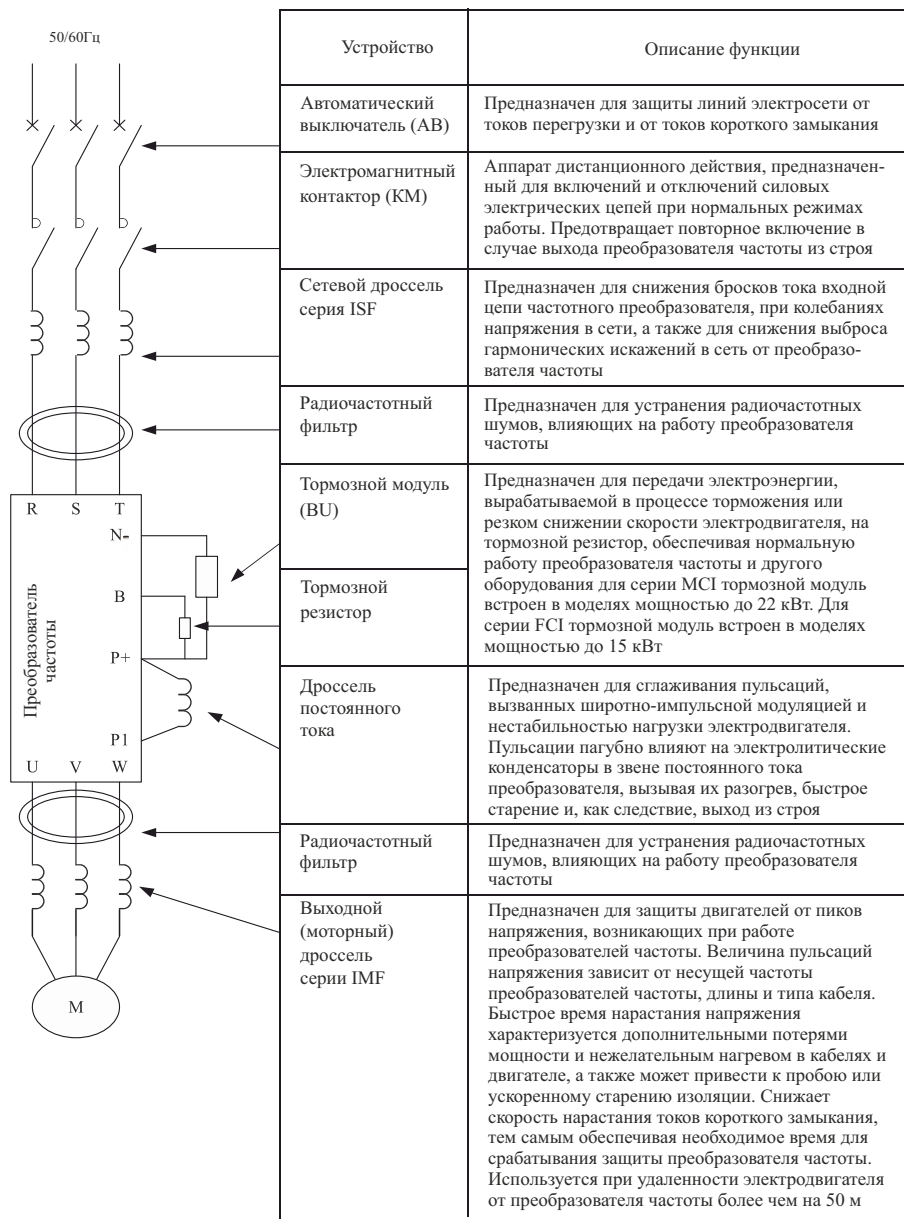 50/60Гц
R S T
N-
B
P+
P1
U V W
Преобразователь
частоты
M
Устройство
Описание функции
Автоматический
выключатель (АВ)
Предназначен для защиты линий электросети от
токов перегрузки и от токов короткого замыкания
Электромагнитный
контактор (КМ)
Аппарат дистанционного действия, предназначен-
ный для включений и отключений силовых
электрических цепей при нормальных режимах
работы. Предотвращает повторное включение в
случае выхода преобразователя частоты из строя
Сетевой дроссель
серия ISF
Предназначен для снижения бросков тока входной
цепи частотного преобразователя, при колебаниях
напряжения в сети, а также для снижения выброса
гармонических искажений в сеть от преобразо-
вателя частоты
Радиочастотный
фильтр
Предназначен для устранения радиочастотных
шумов, влияющих на работу преобразователя
частоты
Тормозной модуль
(BU)
Тормозной
резистор
Предназначен для передачи электроэнергии,
вырабатываемой в процессе торможения или
резком снижении скорости электродвигателя, на
тормозной резистор, обеспечивая нормальную
работу преобразователя частоты и другого
оборудования для серии MCI тормозной модуль
встроен в моделях мощностью до 22 кВт. Для
серии FCI тормозной модуль встроен в моделях
мощностью до 15 кВт
Дроссель
постоянного
тока
Предназначен для сглаживания пульсаций,
вызванных широтно-импульсной модуляцией и
нестабильностью нагрузки электродвигателя.
Пульсации пагубно влияют на электролитические
конденсаторы в звене постоянного тока
преобразователя, вызывая их разогрев, быстрое
старение и, как следствие, выход из строя
Радиочастотный
фильтр
Предназначен для устранения радиочастотных
шумов, влияющих на работу преобразователя
частоты
Выходной
(моторный)
дроссель
серии IMF
Предназначен для защиты двигателей от пиков
напряжения, возникающих при работе
преобразователей частоты. Величина пульсаций
напряжения зависит от несущей частоты
преобразователей частоты, длины и типа кабеля.
Быстрое время нарастания напряжения
характеризуется дополнительными потерями
мощности и нежелательным нагревом в кабелях и
двигателе, а также может привести к пробою или
ускоренному старению изоляции. Снижает
скорость нарастания токов короткого замыкания,
тем самым обеспечивая необходимое время для
срабатывания защиты преобразователя частоты.
Используется при удаленности электродвигателя
от преобразователя частоты более чем на 50 м